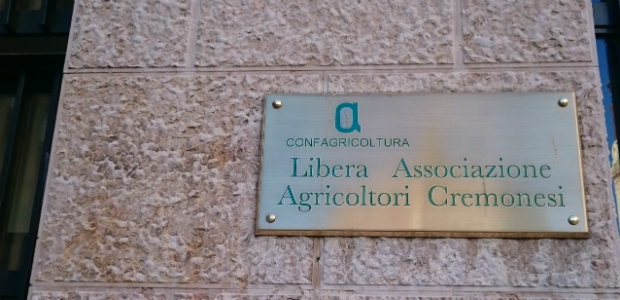 a
CONFAGRICOLTURA
Libera Associazione
Agricoltori Cremonesi